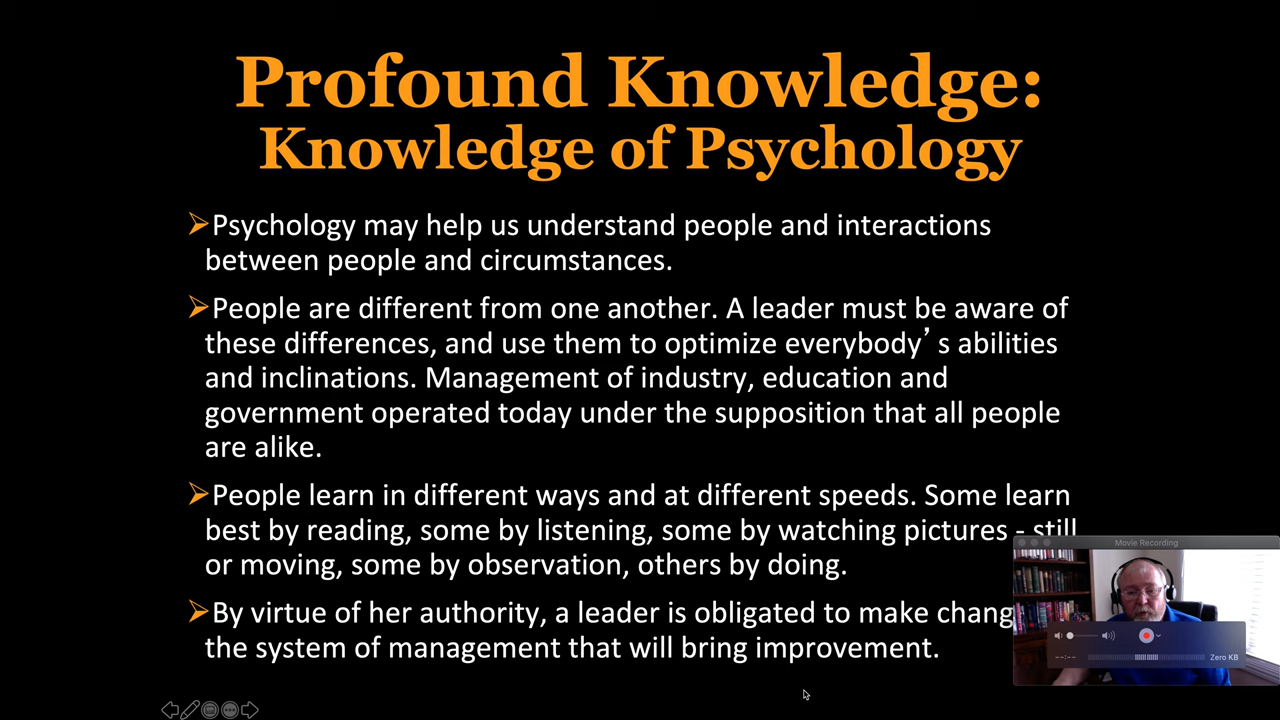 Profound Knowledge:
Knowledge of Psychology
➢Psychology may help us understand people and interactions
between people and circumstances.
➢People are different from one another. A leader must be aware of
these differences, and use them to optimize everybody’ s abilities
and inclinations. Management of industry, education and
government operated today under the supposition that all people
are alike.
➢People learn in different ways and at different speeds. Some learn
best by reading, some by listening, some by watching pictures - still
or moving, some by observation, others by doing.
➢By virtue of her authority, a leader is obligated to make chang
the system of management that will bring improvement.
Movie Recording
--:--
Zero KB